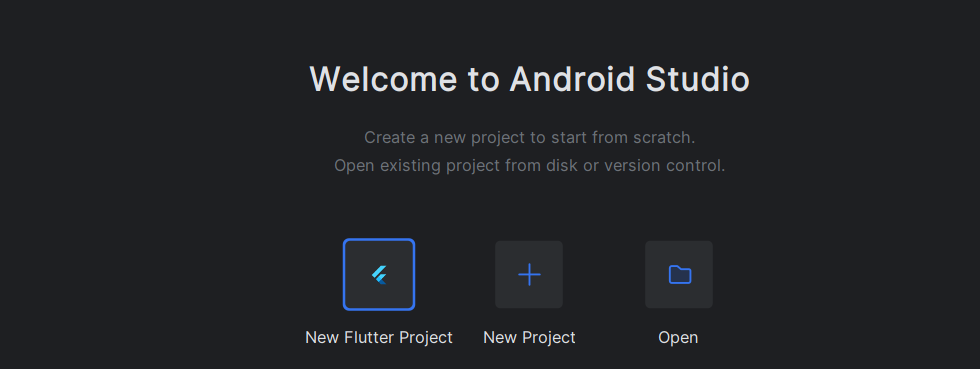 Welcome to Android Studio
Create a new project to start from scratch.
Open existing project from disk or version control.
New Flutter Project
New Project
Open